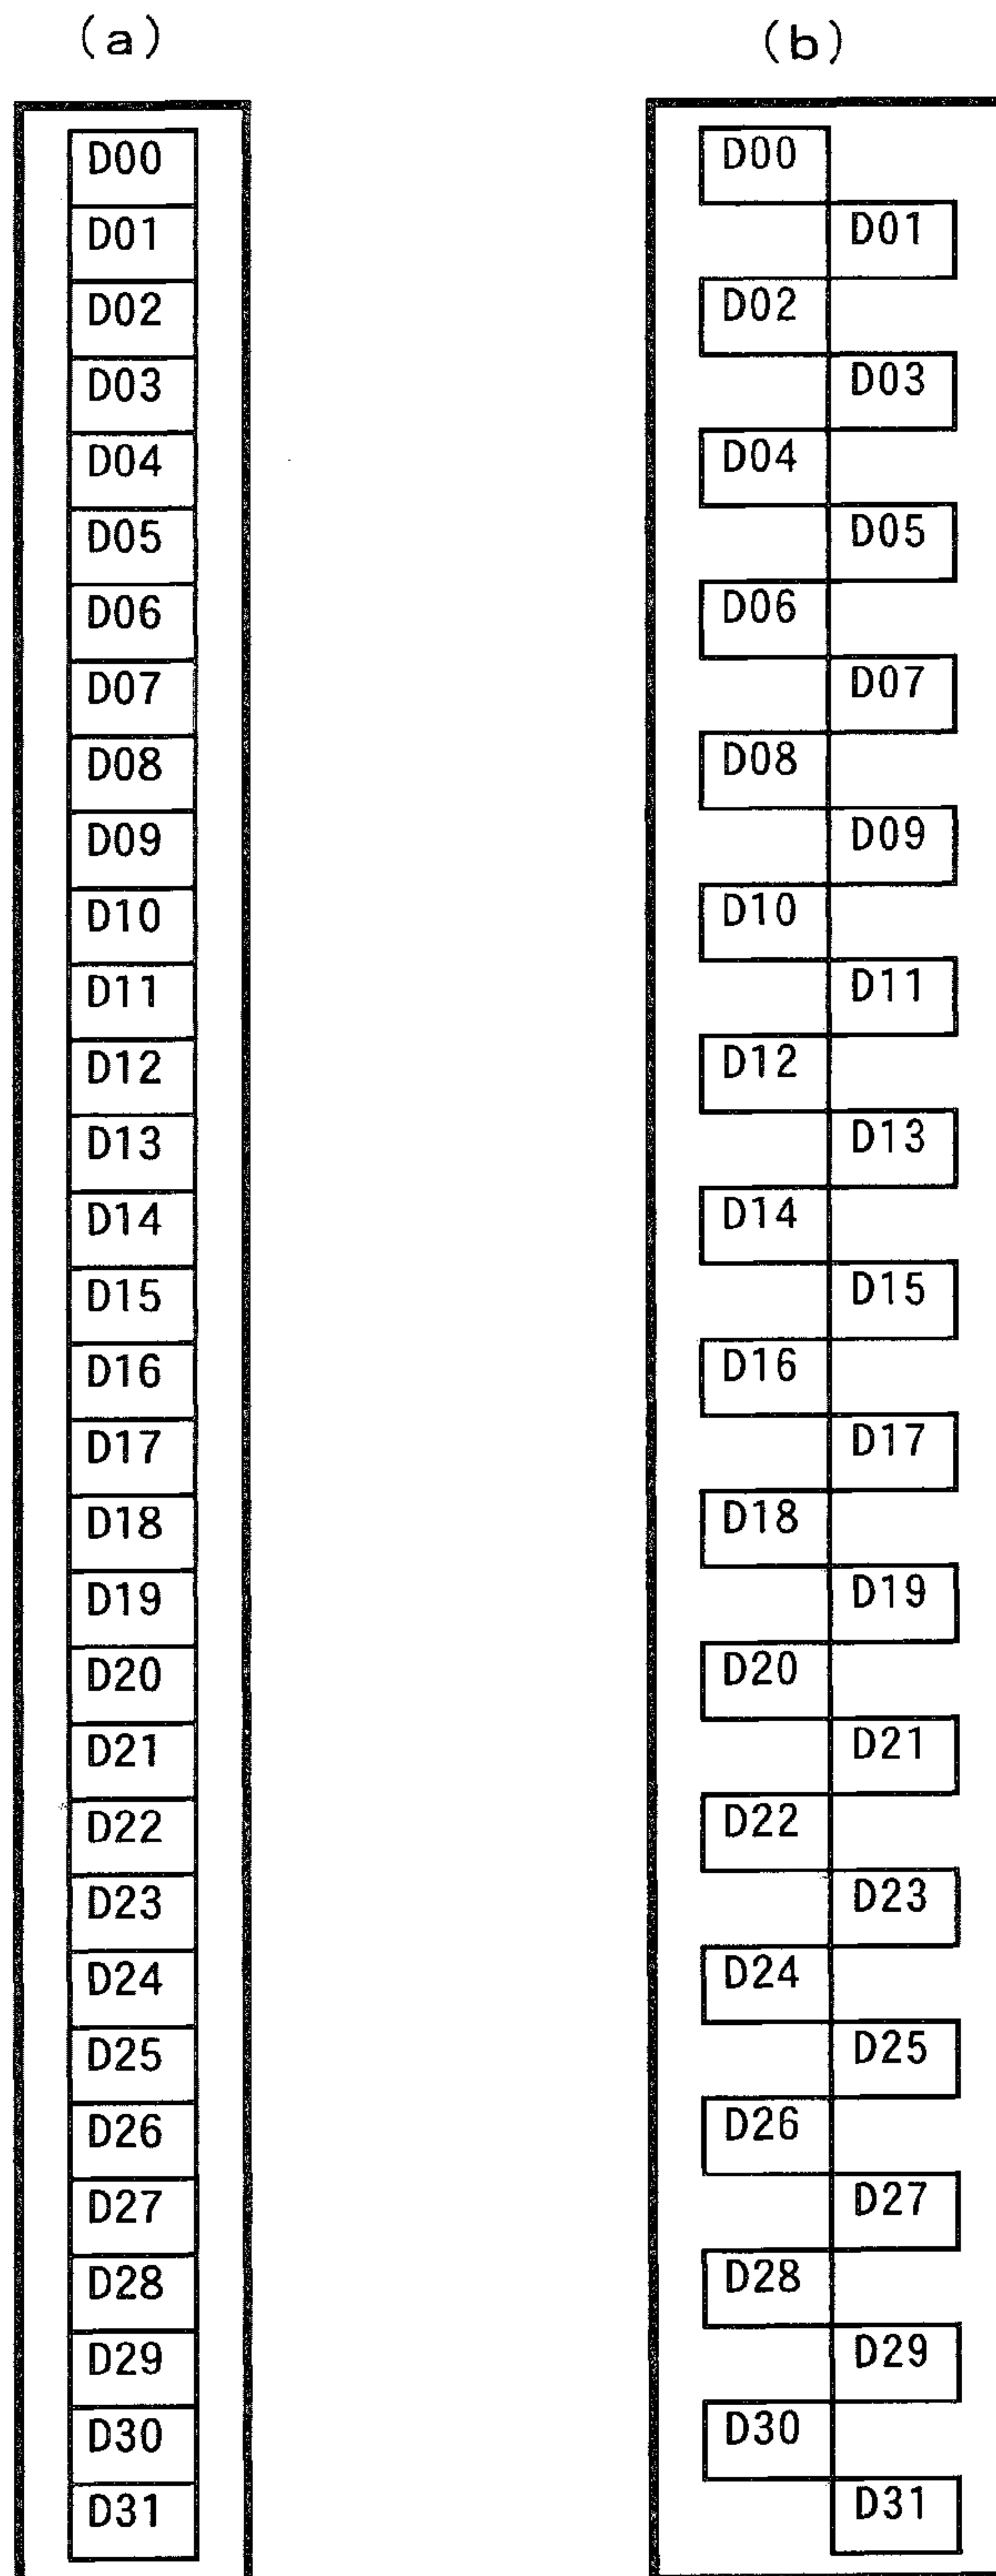 (a)
D00
D01
D02
D03
D04
D05
D06
D07
D08
D09
D10
D11
D12
D13
D14
D15
D16
D17
D18
D19
D20
D21
D22
D23
D24
D25
D26
D27
D28
D29
D30
D31
(b)
D00
D01
D02
D03
D04
D05
D06
D07
D08
D09
D10
D11
D12
D13
D14
D15
D16
D17
D18
D19
D20
D21
D22
D23
D24
D25
D26
D27
D28
D29
D30
D31